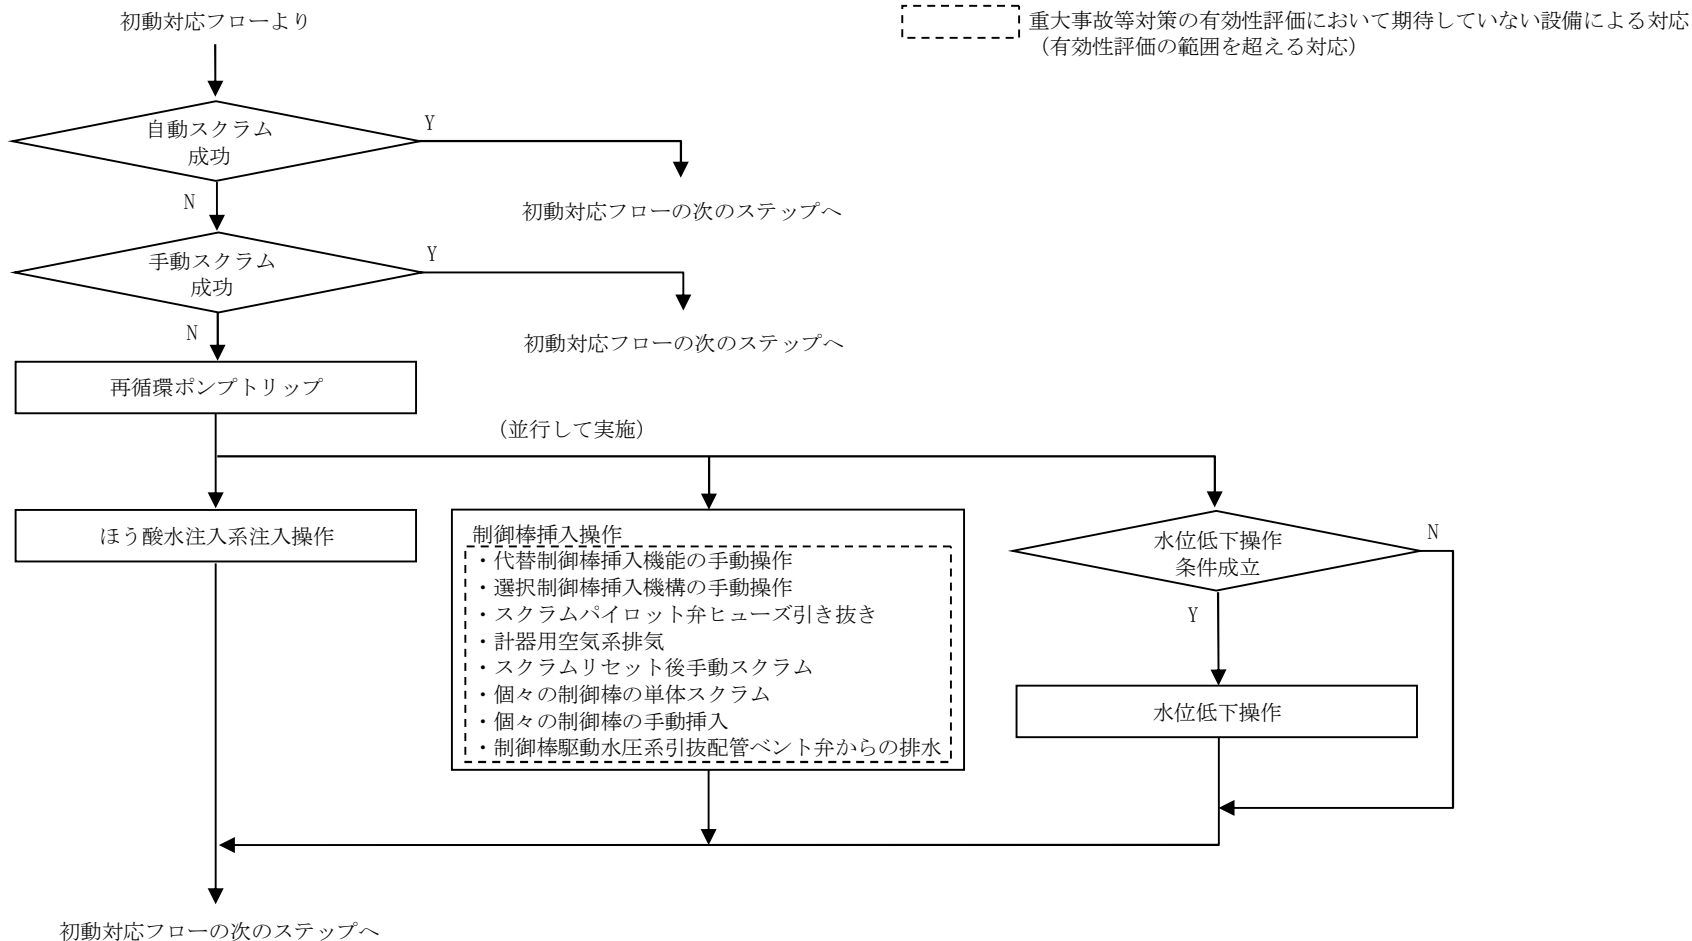 初動対応フローより
重大事故等対策の有効性評価において期待していない設備による対応
（有効性評価の範囲を超える対応）
自動スクラム
成功
Y
N
初動対応フローの次のステップへ
手動スクラム
成功
Y
N
初動対応フローの次のステップへ
再循環ポンプトリップ
（並行して実施）
ほう酸水注入系注入操作
制御棒挿入操作
・代替制御棒挿入機能の手動操作
・選択制御棒挿入機構の手動操作
・スクラムパイロット弁ヒューズ引き抜き
・計器用空気系排気
・スクラムリセット後手動スクラム
・個々の制御棒の単体スクラム
・個々の制御棒の手動挿入
・制御棒駆動水圧系引抜配管ベント弁からの排水
水位低下操作
条件成立
N
Y
水位低下操作
初動対応フローの次のステップへ